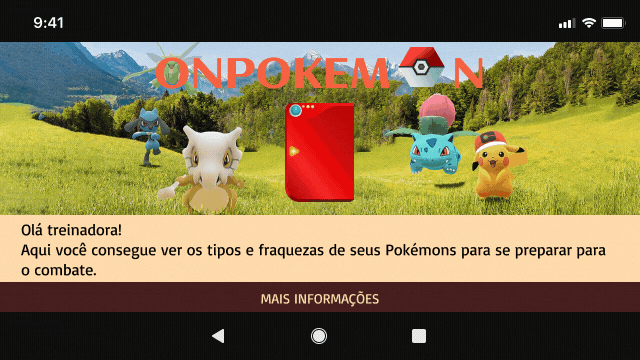 9:41
ONPOKEMON
Olá treinadora!
Aqui você consegue ver os tipos e fraquezas de seus Pokémons para se preparar para
o combate.
MAIS INFORMAÇÕES